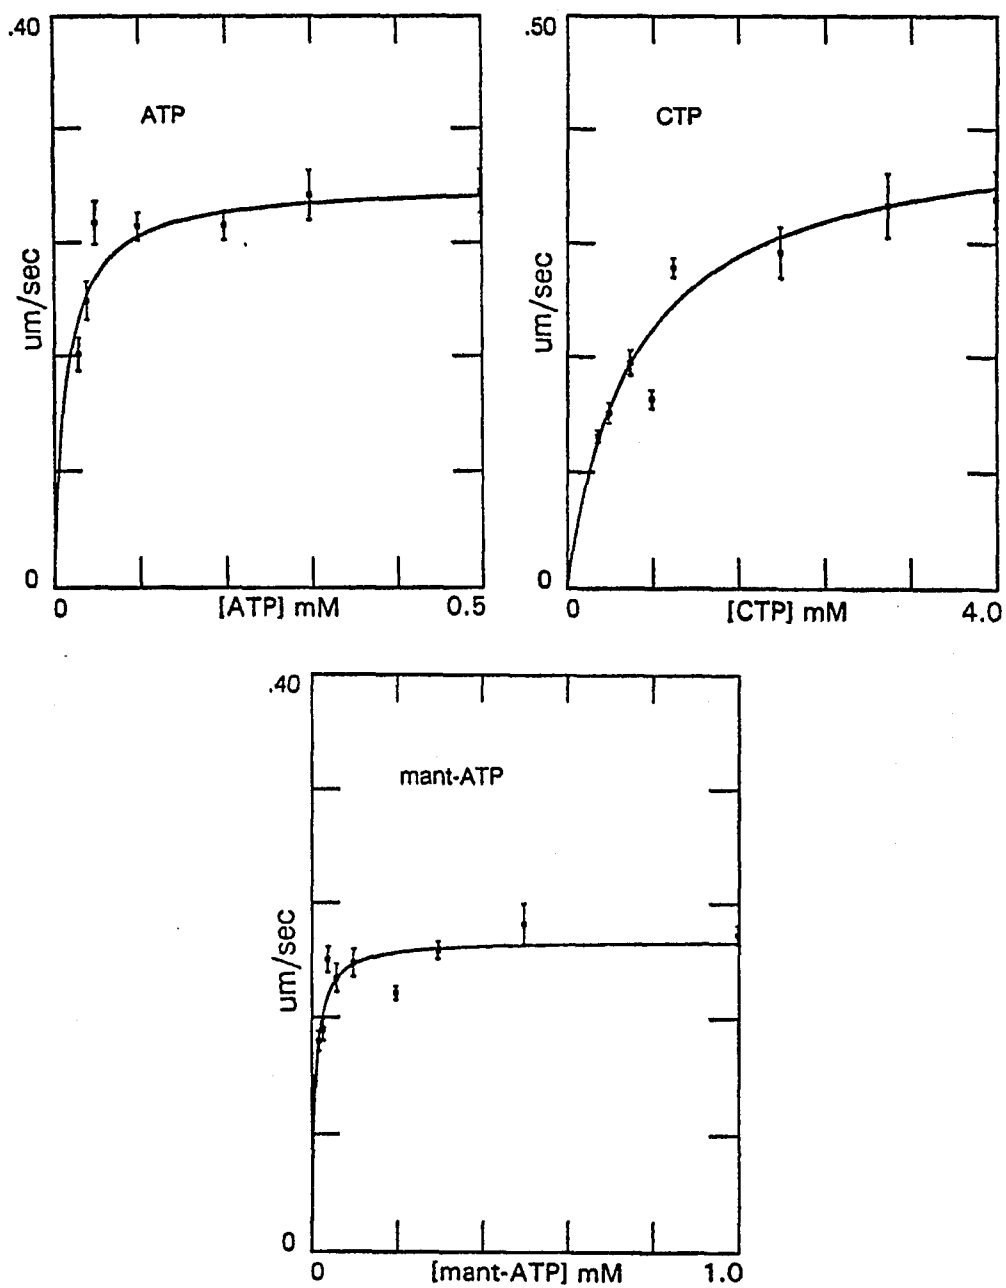 .40
ATP
um/sec
0
0 [ATP] mM 0.5
.50
CTP
um/sec
0
0 [CTP] mM 4.0
.40
mant-ATP
um/sec
0
0 [mant-ATP] mM 1.0